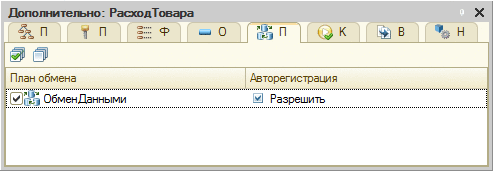 Дополнительно: РасходТовара
П П Ф О П К В Н
План обмена Авторегистрация
ОбменДанными Разрешить